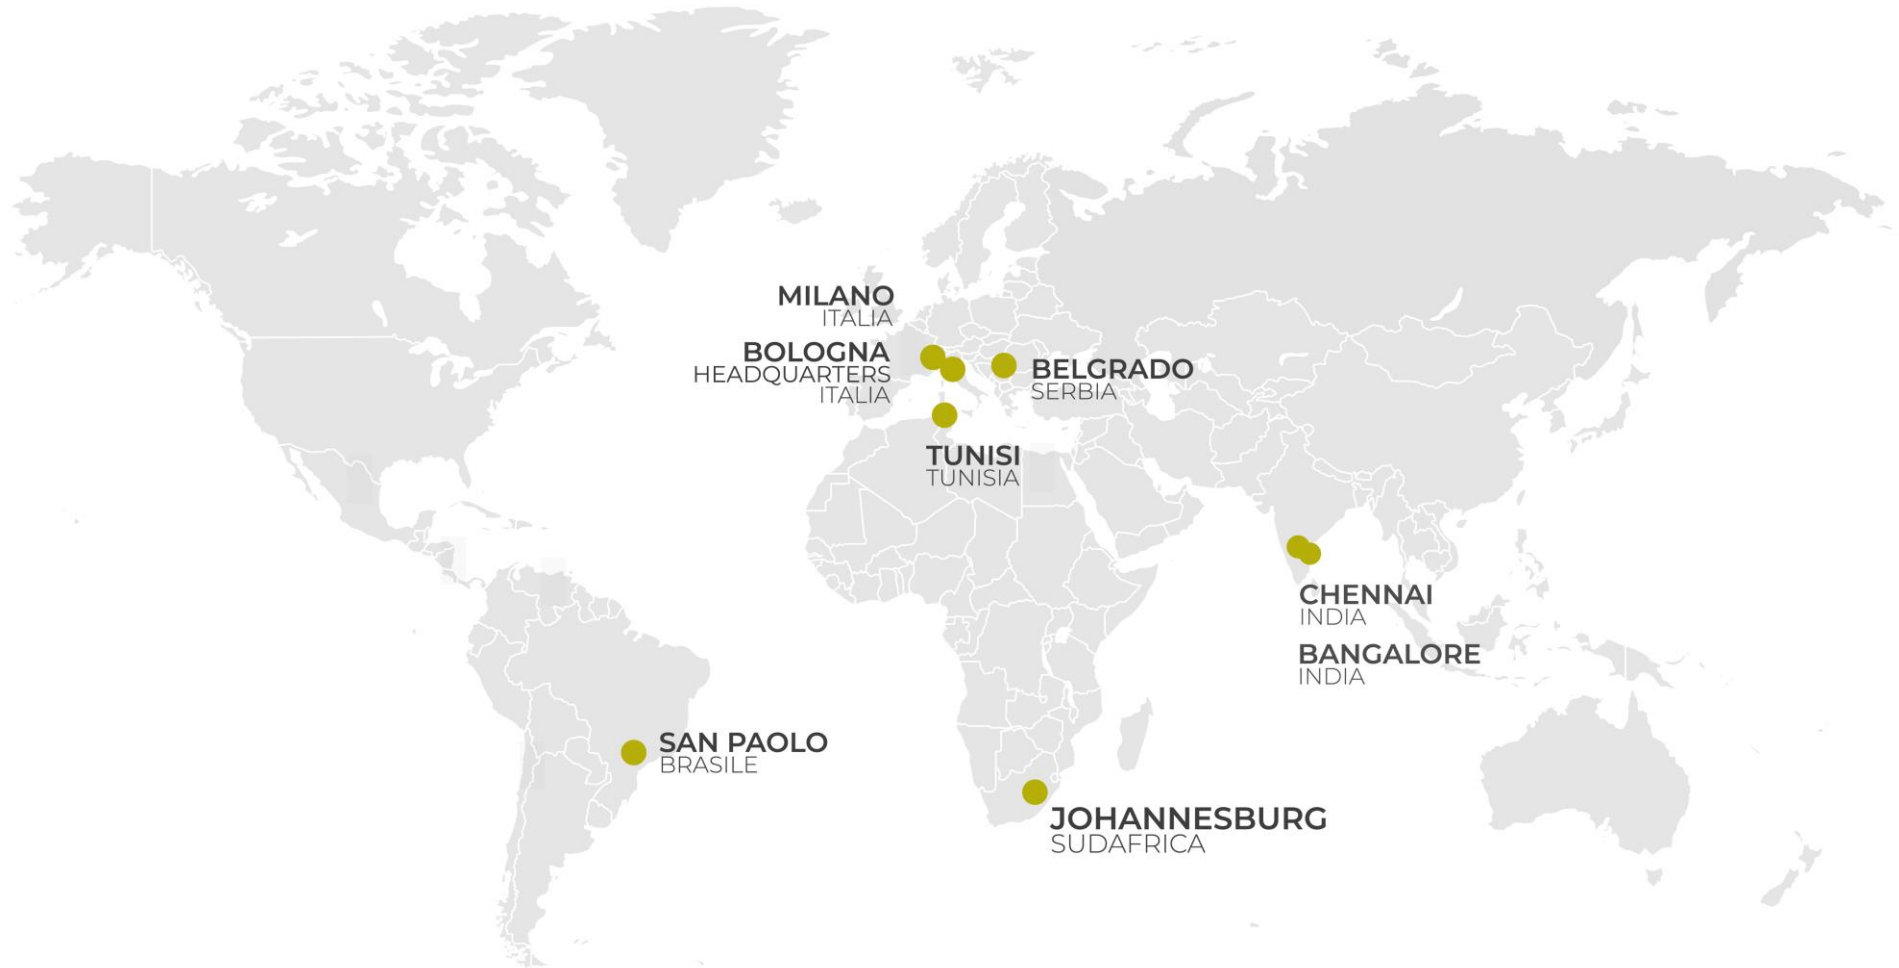 MILANO
ITALIA
BOLOGNA
HEADQUARTERS
ITALIA
BELGRADO
SERBIA
TUNISI
TUNISIA
CHENNAI
INDIA
BANGALORE
INDIA
SAN PAOLO
BRASILE
JOHANNESBURG
SUDAFRICA